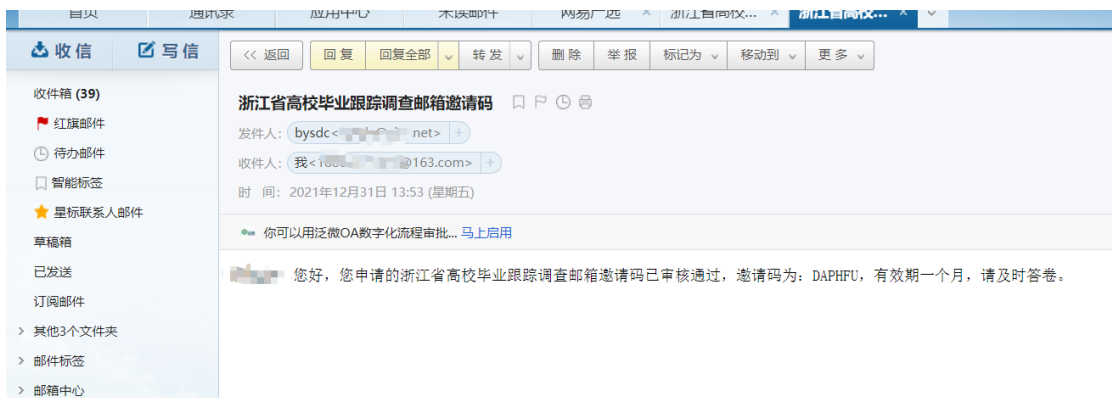 首页 通讯录 应用中心 未读邮件 网易严选 × 浙江省高校... × 浙江省高校... ×
收信 写信
<< 返回 回复 回复全部 转发 删除 举报 标记为 移动到 更多
收件箱 (39)
红旗邮件
待办邮件
智能标签
星标联系人邮件
草稿箱
已发送
订阅邮件
其他3个文件夹
邮件标签
邮箱中心
浙江省高校毕业跟踪调查邮箱邀请码
发件人: bysdc< net> +
收件人: 我< @163.com> +
时 间: 2021年12月31日 13:53 (星期五)
你可以用泛微OA数字化流程审批... 马上启用
您好, 您申请的浙江省高校毕业跟踪调查邮箱邀请码已审核通过, 邀请码为: DAPHFU, 有效期一个月, 请及时答卷。